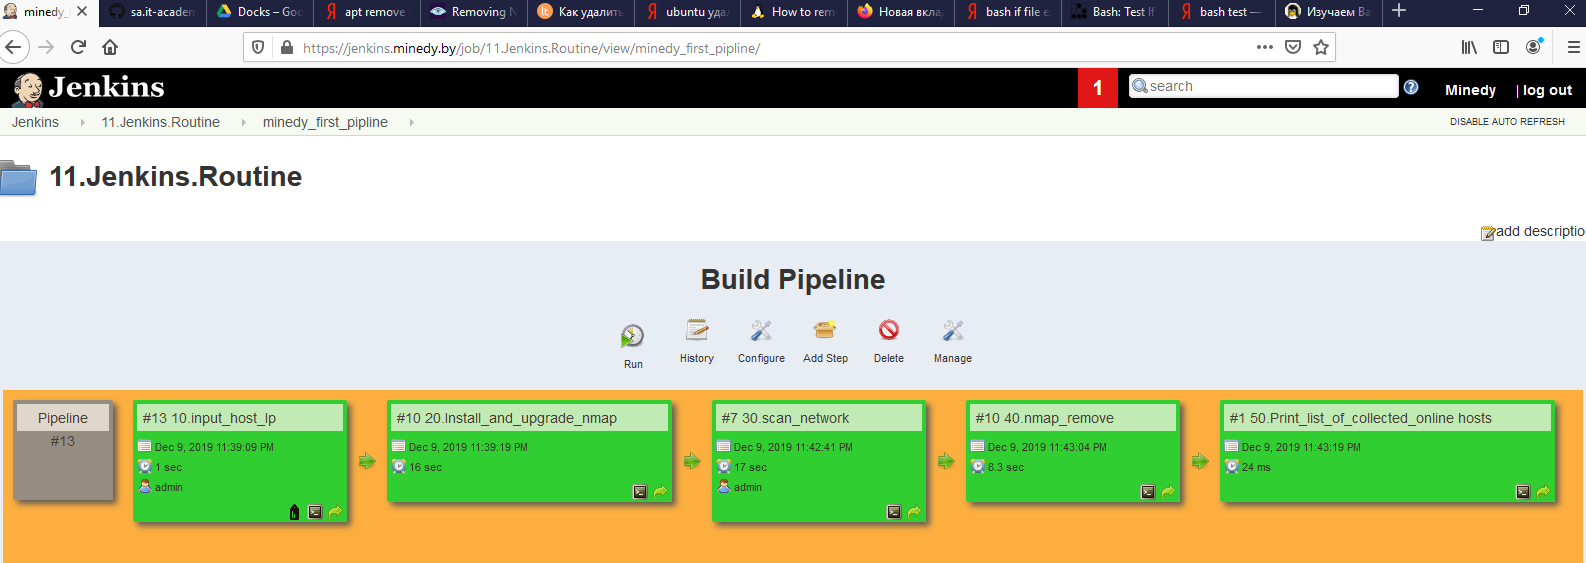 minedy_
sa.it-academ
Docks – Goo
apt remove
Removing N
Как удалить
ubuntu уда
How to rem
Новая вкла
bash if file e
Bash: Test If
bash test —
Изучаем Ba
https://jenkins.minedy.by/job/11.Jenkins.Routine/view/minedy_first_pipline/
Jenkins
1
search
Minedy
| log out
Jenkins
11.Jenkins.Routine
minedy_first_pipline
DISABLE AUTO REFRESH
11.Jenkins.Routine
add descriptio
Build Pipeline
Run
History
Configure
Add Step
Delete
Manage
Pipeline
#13
#13 10.input_host_Ip
Dec 9, 2019 11:39:09 PM
1 sec
admin
#10 20.Install_and_upgrade_nmap
Dec 9, 2019 11:39:19 PM
16 sec
#7 30.scan_network
Dec 9, 2019 11:42:41 PM
17 sec
admin
#10 40.nmap_remove
Dec 9, 2019 11:43:04 PM
8.3 sec
#1 50.Print_list_of_collected_online hosts
Dec 9, 2019 11:43:19 PM
24 ms